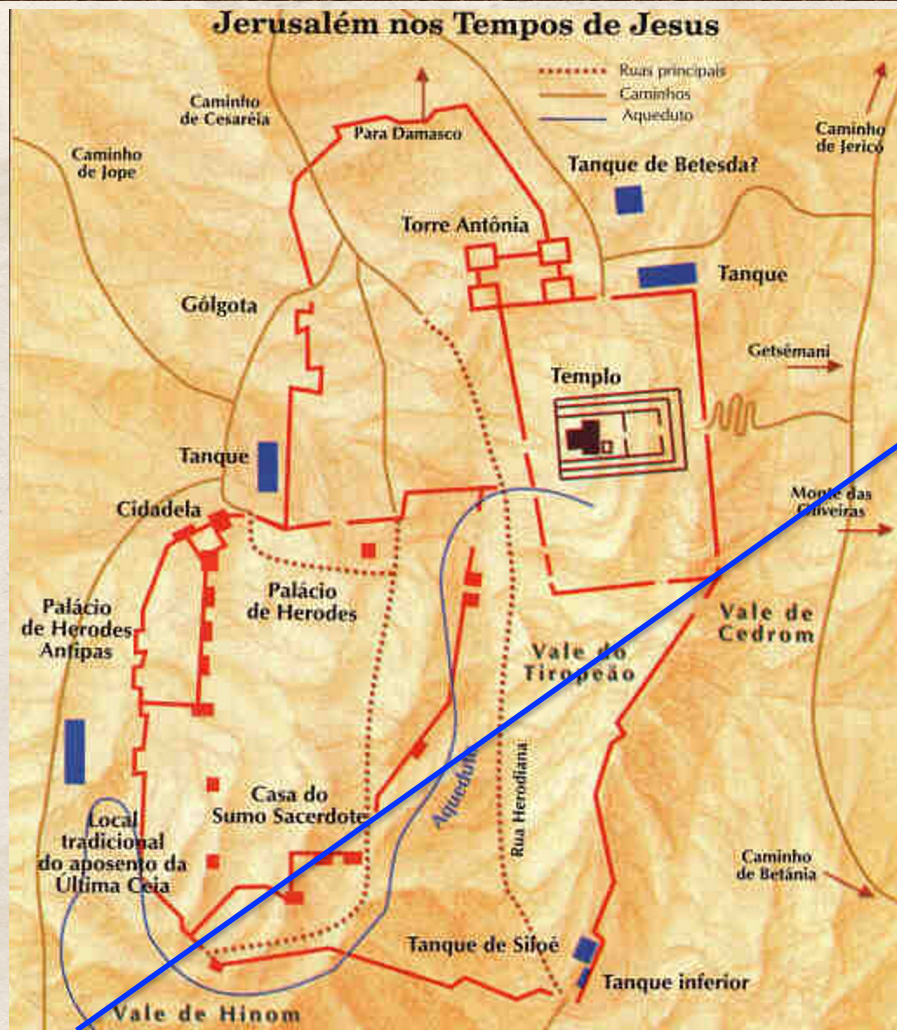 Jerusalém nos Tempos de Jesus
Ruas principais
Caminhos
Aqueduto
Caminho
de Cesaréia
Para Damasco
Caminho
de Jericó
Caminho
de Jope
Tanque de Betesda?
Torre Antônia
Tanque
Gólgota
Getsêmani
Templo
Tanque
Cidadela
Monte das
Oliveiras
Palácio
de Herodes
Palácio
de Herodes
Antipas
Vale de
Cedrom
Vale do
Tiropeão
Rua Herodiana
Aqueduto
Casa do
Sumo Sacerdote
Local
tradicional
do aposento da
Última Ceia
Caminho
de Betânia
Tanque de Siloé
Tanque inferior
Vale de Hinom